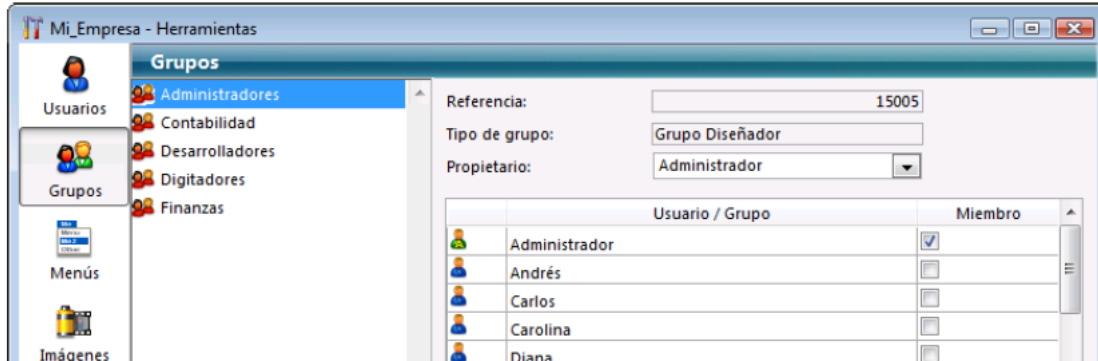 Mi_Empresa - Herramientas
Grupos
Usuarios
Grupos
Menús
Imágenes
Administradores
Contabilidad
Desarrolladores
Digitadores
Finanzas
Referencia: 15005
Tipo de grupo: Grupo Diseñador
Propietario: Administrador
Usuario / Grupo Miembro
Administrador
Andrés
Carlos
Carolina
Diana